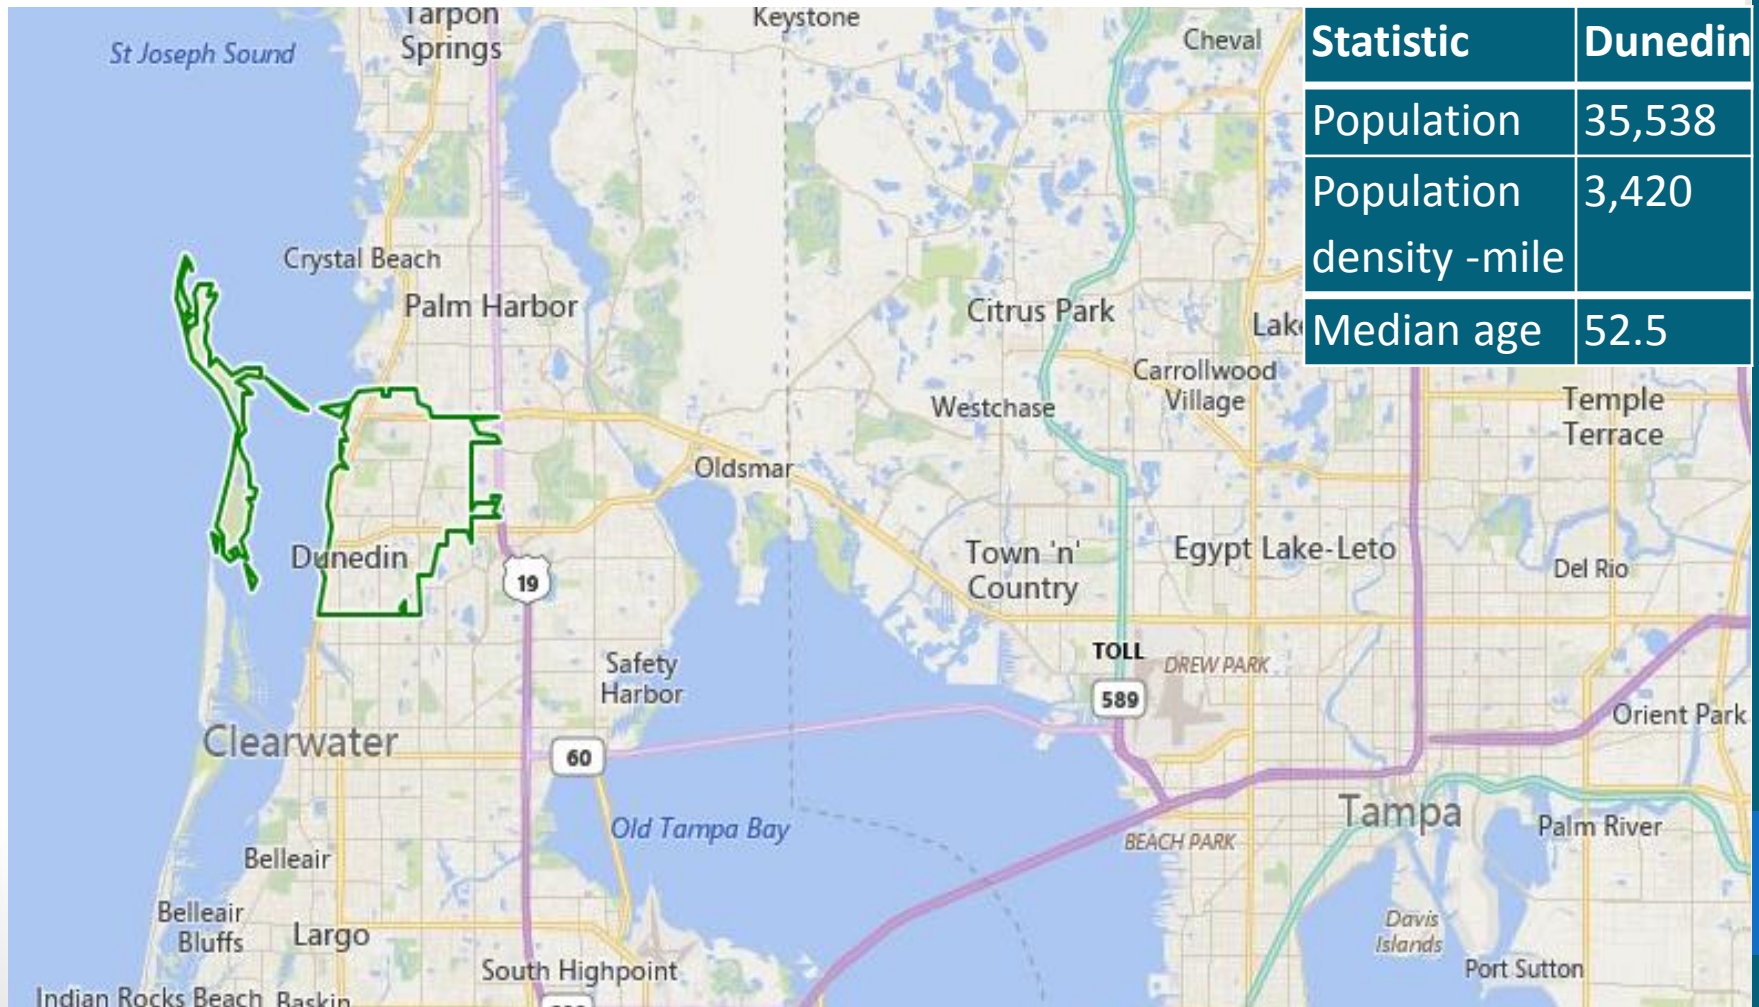 Tarpon
Springs
Keystone
Cheval
St Joseph Sound
Statistic Dunedin
Population 35,538
Population 3,420
density -mile
Median age 52.5
Crystal Beach
Palm Harbor
Citrus Park
Lake
Carrollwood
Village
Westchase
Temple
Terrace
Oldsmar
Dunedin
19
Town 'n'
Country
Egypt Lake-Leto
Del Rio
Safety
Harbor
TOLL
589
DREW PARK
Orient Park
Clearwater
60
Old Tampa Bay
Tampa
BEACH PARK
Palm River
Belleair
Belleair
Bluffs
Largo
Davis
Islands
South Highpoint
Port Sutton
Indian Rocks Beach
Baskin